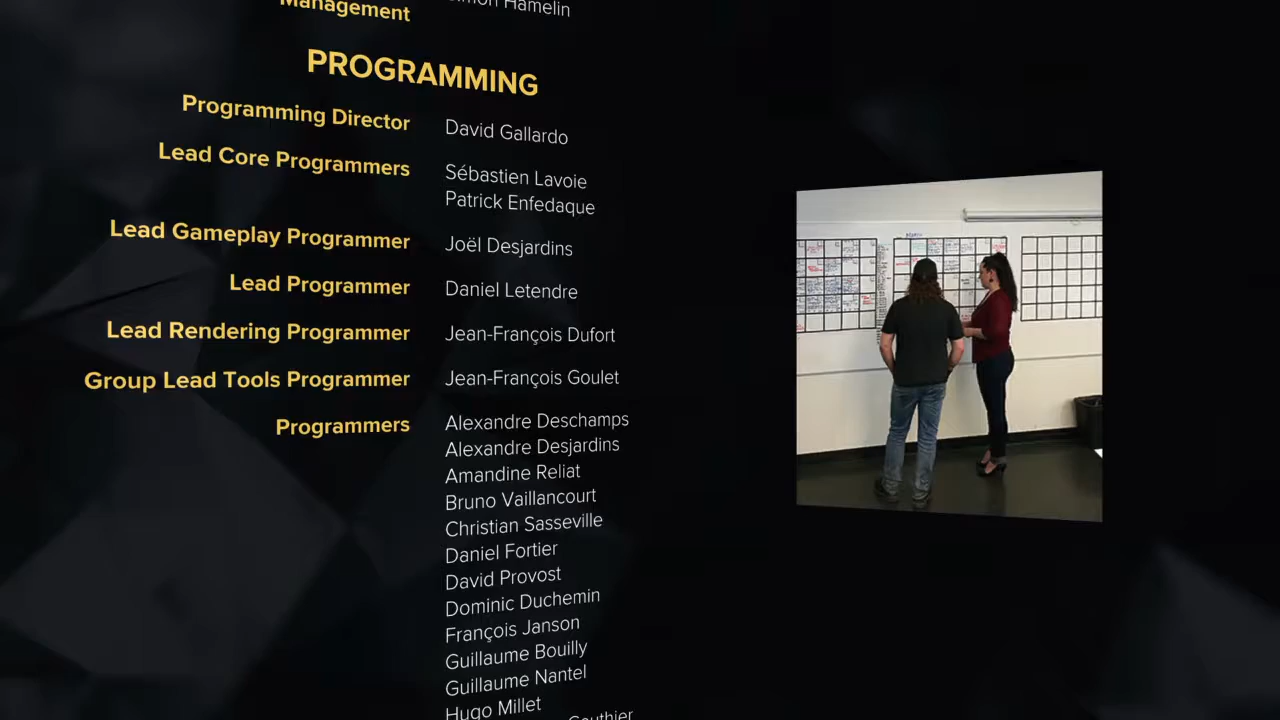 Management
Hamelin
PROGRAMMING
Programming Director
David Gallardo
Lead Core Programmers
Sébastien Lavoie
Patrick Enfedaque
Lead Gameplay Programmer
Joël Desjardins
Lead Programmer
Daniel Letendre
Lead Rendering Programmer
Jean-François Dufort
Group Lead Tools Programmer
Jean-François Goulet
Programmers
Alexandre Deschamps
Alexandre Desjardins
Amandine Reliat
Bruno Vaillancourt
Christian Sasseville
Daniel Fortier
David Provost
Dominic Duchemin
François Janson
Guillaume Bouilly
Guillaume Nantel
Hugo Millet
Gauthier